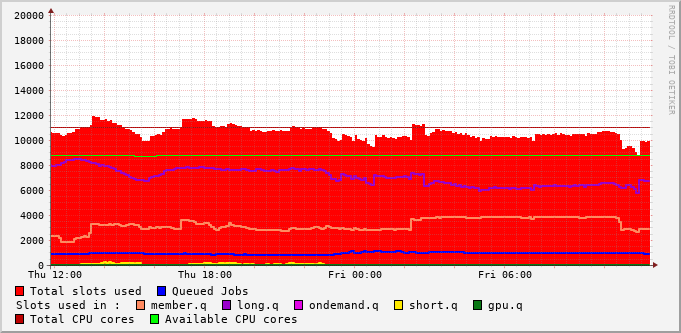 20000
18000
16000
14000
12000
10000
8000
6000
4000
2000
0
Thu 12:00 Thu 18:00 Fri 00:00 Fri 06:00
RRDTOOL / TOBI OETIKER
Total slots used Queued Jobs
Slots used in : member.q long.q ondemand.q short.q gpu.q
Total CPU cores Available CPU cores